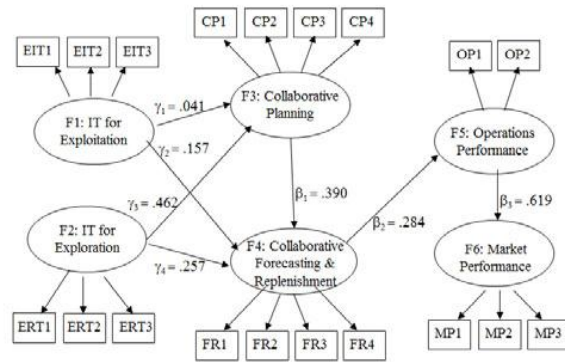 CP1 CP2 CP3 CP4
EIT1 EIT2 EIT3
OP1 OP2
F1: IT for
Exploitation
γ₁ = .041
F3: Collaborative
Planning
F5: Operations
Performance
γ₂ = .157
γ₃ = .462
β₁ = .390
β₂ = .284
β₃ = .619
F2: IT for
Exploration
γ₄ = .257
F4: Collaborative
Forecasting &
Replenishment
F6: Market
Performance
ERT1 ERT2 ERT3
FR1 FR2 FR3 FR4
MP1 MP2 MP3